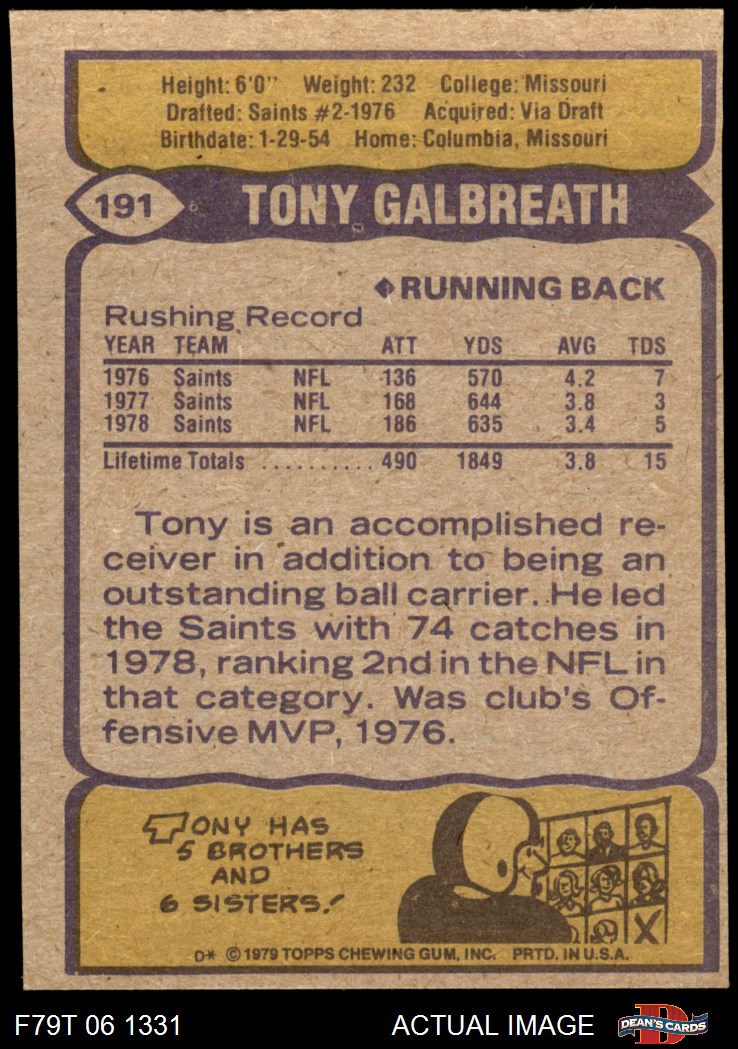 Height: 6'0" Weight: 232 College: Missouri
Drafted: Saints #2-1976 Acquired: Via Draft
Birthdate: 1-29-54 Home: Columbia, Missouri
191 TONY GALBREATH
RUNNING BACK
Rushing Record
YEAR TEAM ATT YDS AVG TDS
1976 Saints NFL 136 570 4.2 7
1977 Saints NFL 168 644 3.8 3
1978 Saints NFL 186 635 3.4 5
Lifetime Totals .......... 490 1849 3.8 15
Tony is an accomplished re-
ceiver in addition to being an
outstanding ball carrier. He led
the Saints with 74 catches in
1978, ranking 2nd in the NFL in
that category. Was club's Of-
fensive MVP, 1976.
TONY HAS
5 BROTHERS
AND
6 SISTERS!
X
D* © 1979 TOPPS CHEWING GUM, INC. PRTD. IN U.S.A.
F79T 06 1331 ACTUAL IMAGE D DEAN'S CARDS